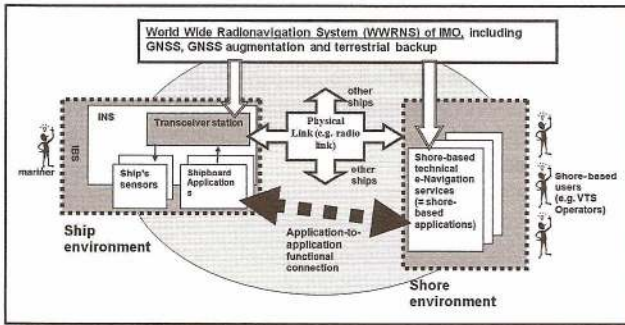 World Wide Radionavigation System (WWRNS) of IMO, including
GNSS, GNSS augmentation and terrestrial backup
other
ships
INS
Transceiver station
Physical
Link (e.g. radio
link)
IBS
mariner
Ship's
sensors
Shipboard
Application
s
other
ships
Shore-based
technical
e-Navigation
services
(= shore-
based
applications)
Shore-based
users
(e.g. VTS
Operators)
Ship
environment
Application-to-
application
functional
connection
Shore
environment